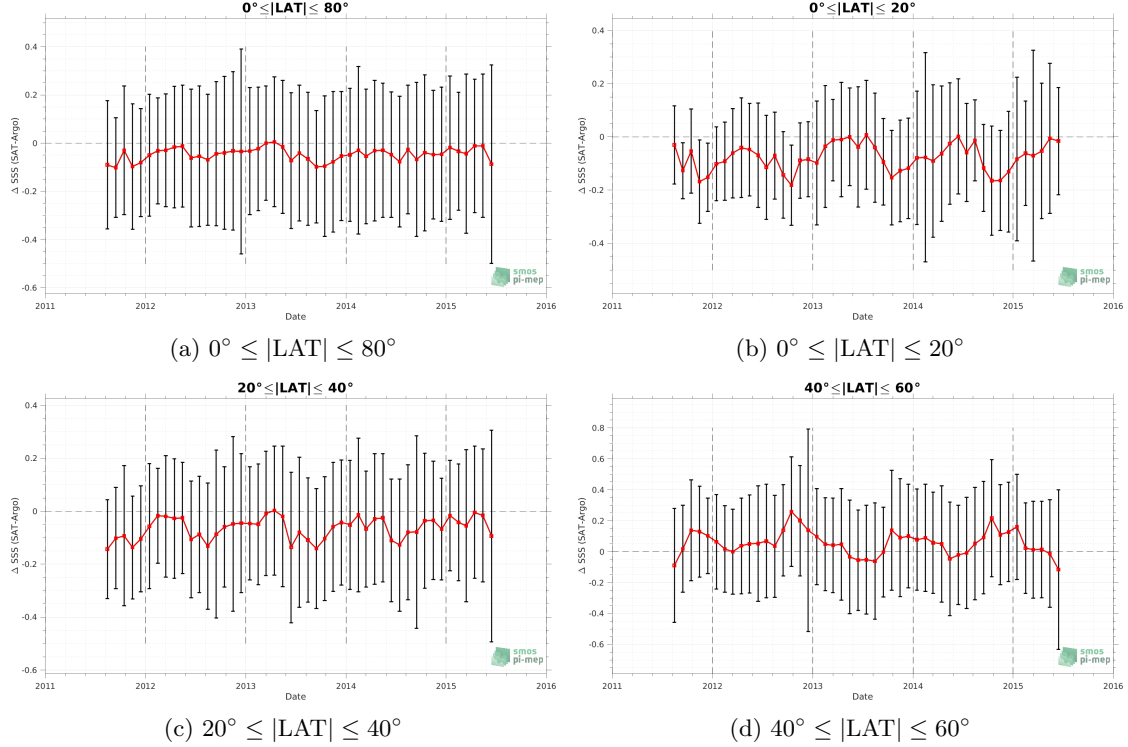 0°≤|LAT|≤ 80°
Δ SSS (SAT-Argo)
0.4
0.2
0
-0.2
-0.4
-0.6
2011 2012 2013 2014 2015 2016
Date
smos
pi-mep
(a) 0° ≤ |LAT| ≤ 80°
0°≤|LAT|≤ 20°
Δ SSS (SAT-Argo)
0.4
0.2
0
-0.2
-0.4
2011 2012 2013 2014 2015 2016
Date
smos
pi-mep
(b) 0° ≤ |LAT| ≤ 20°
20°≤|LAT|≤ 40°
Δ SSS (SAT-Argo)
0.4
0.2
0
-0.2
-0.4
-0.6
2011 2012 2013 2014 2015 2016
Date
smos
pi-mep
(c) 20° ≤ |LAT| ≤ 40°
40°≤|LAT|≤ 60°
Δ SSS (SAT-Argo)
0.8
0.6
0.4
0.2
0
-0.2
-0.4
-0.6
2011 2012 2013 2014 2015 2016
Date
smos
pi-mep
(d) 40° ≤ |LAT| ≤ 60°